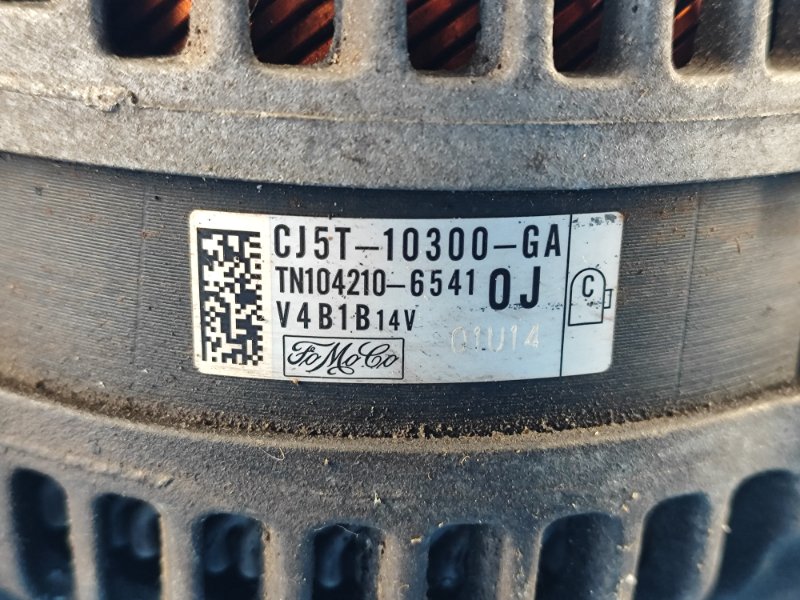 CJ5T-10300-GA
TN104210-6541 0J
V4B1B14V
01U14
FoMoCo
C